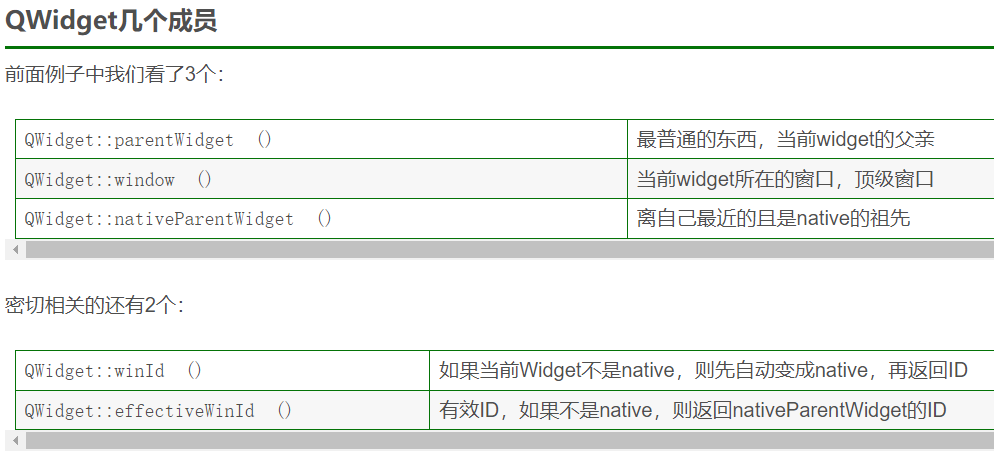 QWidget几个成员
前面例子中我们看了3个：
QWidget::parentWidget () 最普通的东西，当前widget的父亲
QWidget::window () 当前widget所在的窗口，顶级窗口
QWidget::nativeParentWidget () 离自己最近的且是native的祖先
密切相关的还有2个：
QWidget::winId () 如果当前Widget不是native，则先自动变成native，再返回ID
QWidget::effectiveWinId () 有效ID，如果不是native，则返回nativeParentWidget的ID